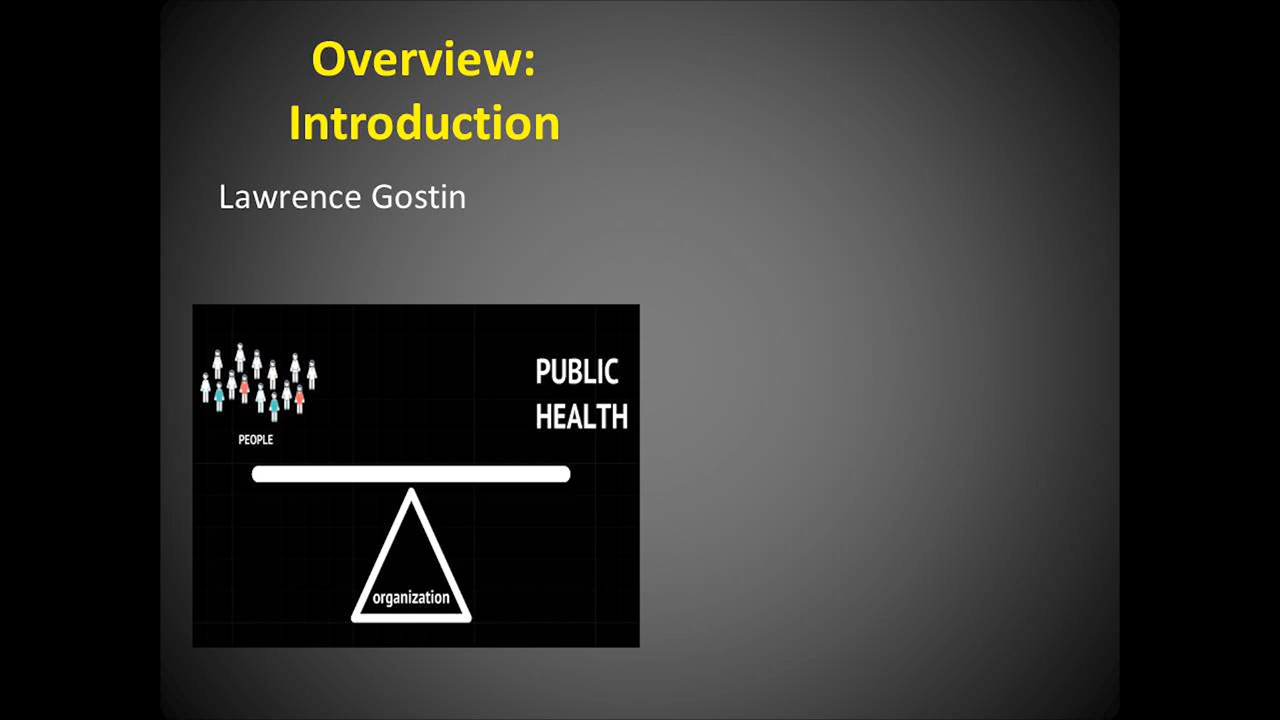 Overview:
Introduction
Lawrence Gostin
PUBLIC
HEALTH
PEOPLE
organization